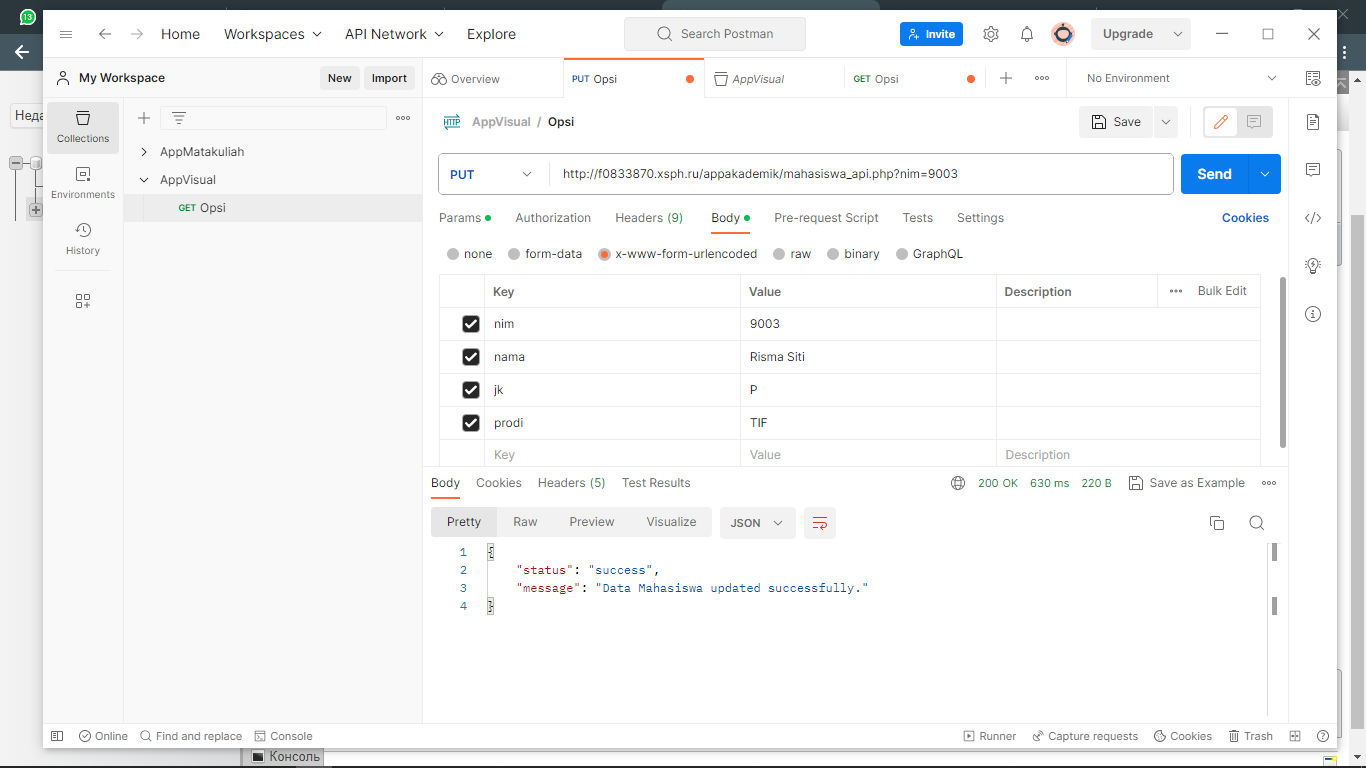 13
Home Workspaces API Network Explore Search Postman Invite Upgrade
My Workspace New Import Overview PUT Opsi AppVisual GET Opsi No Environment
Неда
Collections
Environments
History
AppMatakuliah
AppVisual
GET Opsi
HTTP AppVisual / Opsi Save
PUT http://f0833870.xsph.ru/appakademik/mahasiswa_api.php?nim=9003 Send
Params Authorization Headers (9) Body Pre-request Script Tests Settings Cookies
none form-data x-www-form-urlencoded raw binary GraphQL
Key Value Description Bulk Edit
nim 9003
nama Risma Siti
jk P
prodi TIF
Key Value Description
Body Cookies Headers (5) Test Results 200 OK 630 ms 220 B Save as Example
Pretty Raw Preview Visualize JSON
1 {
2 "status": "success",
3 "message": "Data Mahasiswa updated successfully."
4 }
Online Find and replace Console Runner Capture requests Cookies Trash
Консоль